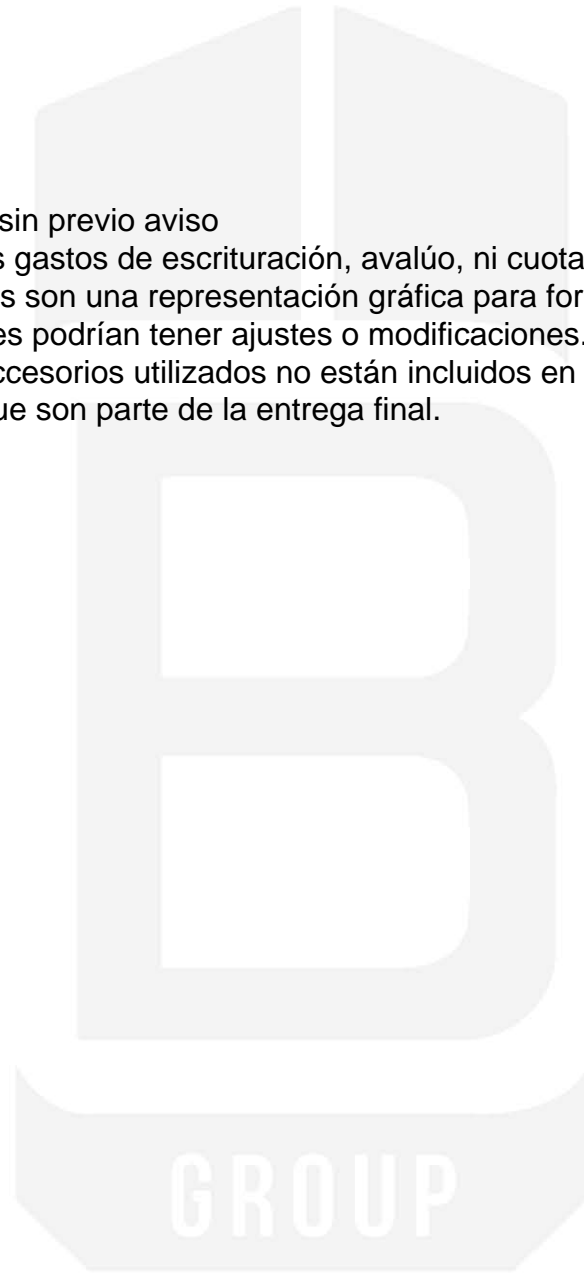 sin previo aviso
s gastos de escrituración, avalúo, ni cuota
s son una representación gráfica para for
es podrían tener ajustes o modificaciones.
ccesorios utilizados no están incluidos en
ue son parte de la entrega final.
B
GROUP